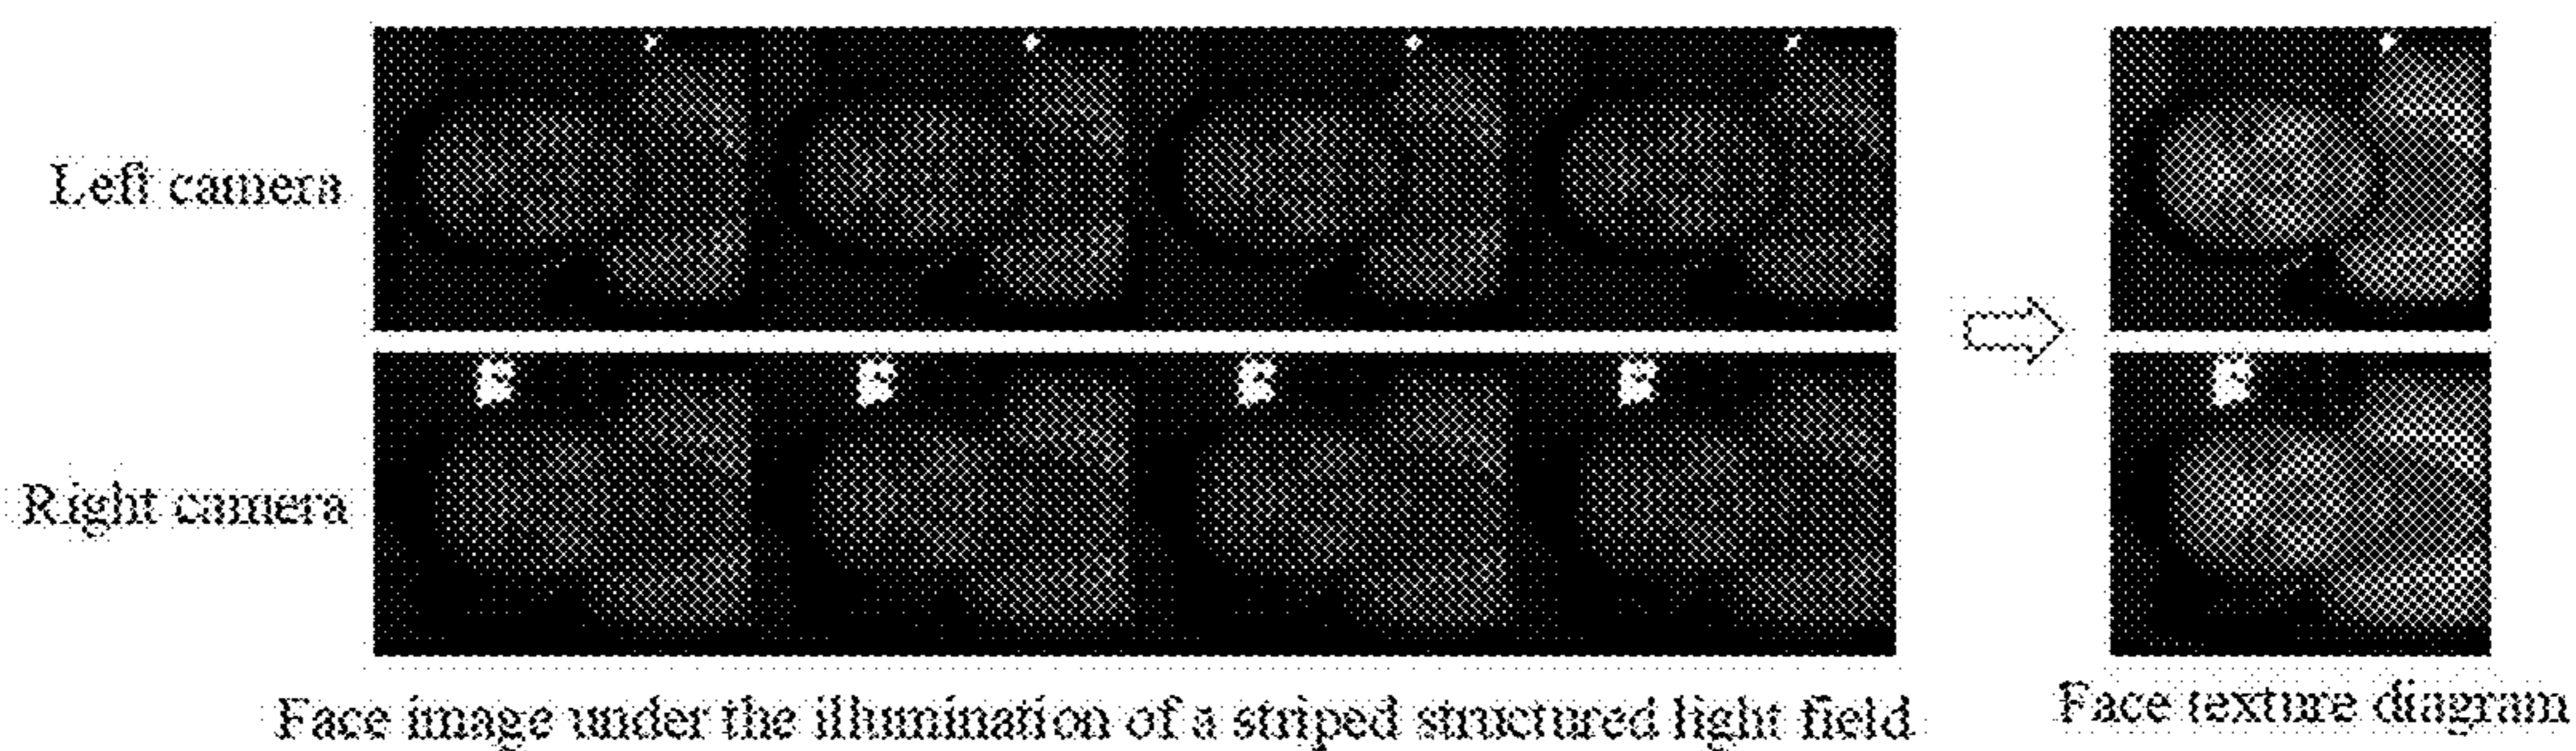 Left camera
Right camera
Face image under the illumination of a striped structured light field
Face texture diagram